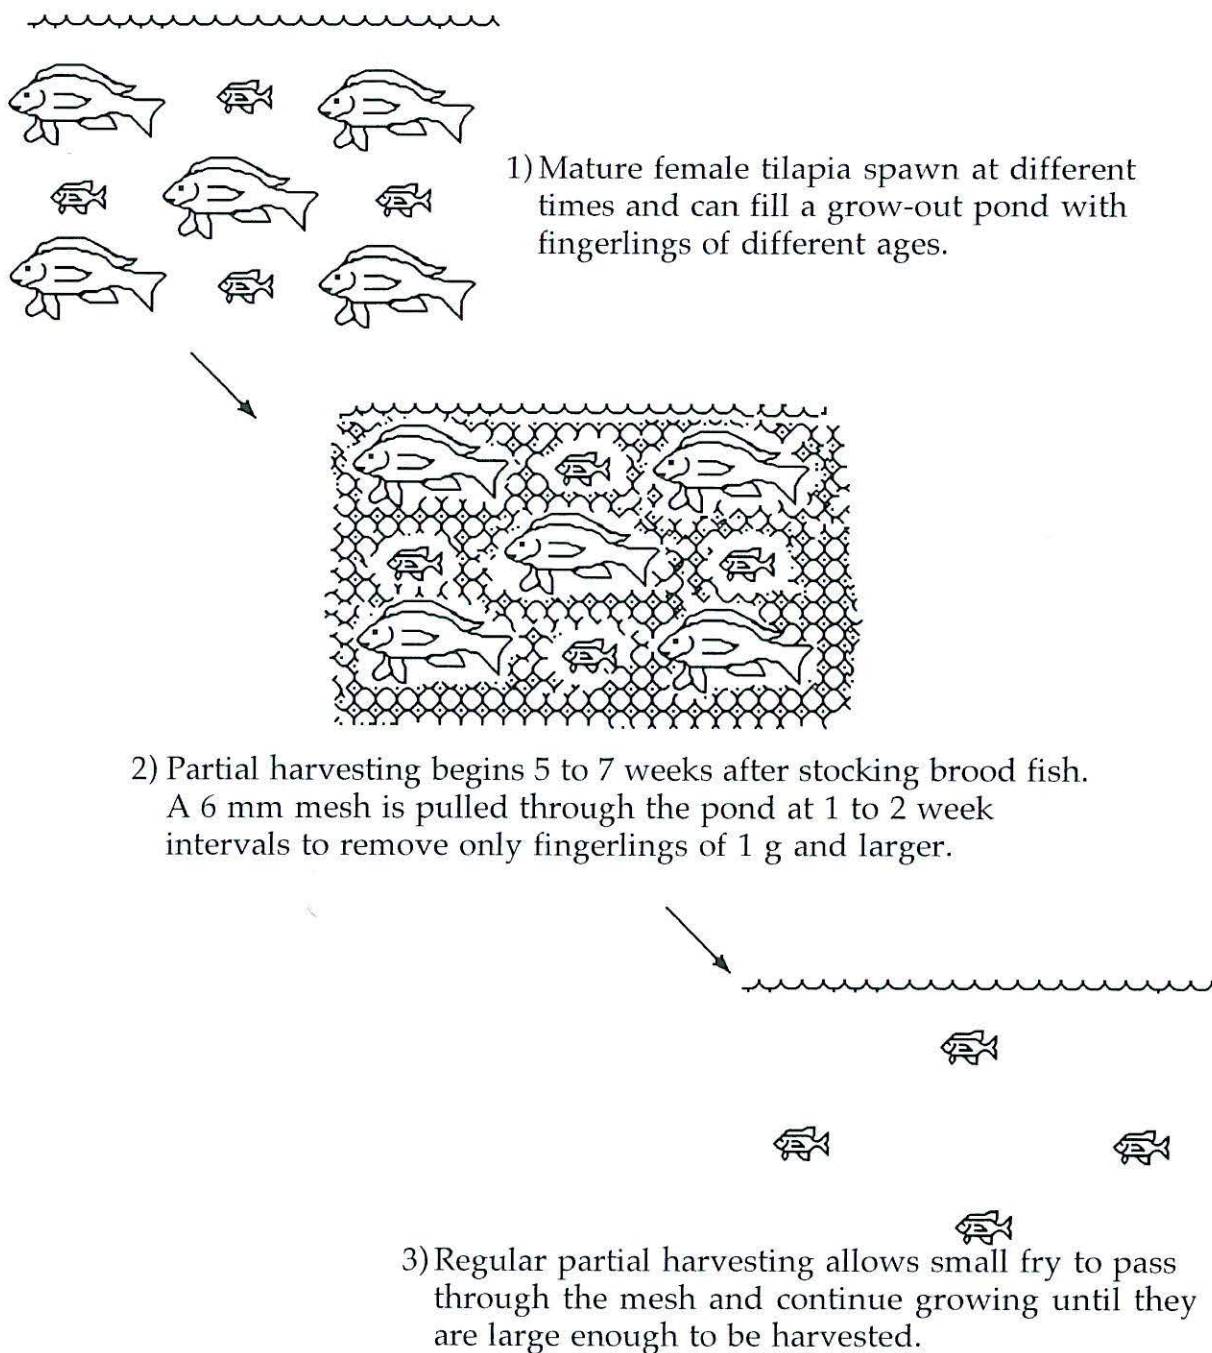 1) Mature female tilapia spawn at different
times and can fill a grow-out pond with
fingerlings of different ages.
2) Partial harvesting begins 5 to 7 weeks after stocking brood fish.
A 6 mm mesh is pulled through the pond at 1 to 2 week
intervals to remove only fingerlings of 1 g and larger.
3) Regular partial harvesting allows small fry to pass
through the mesh and continue growing until they
are large enough to be harvested.